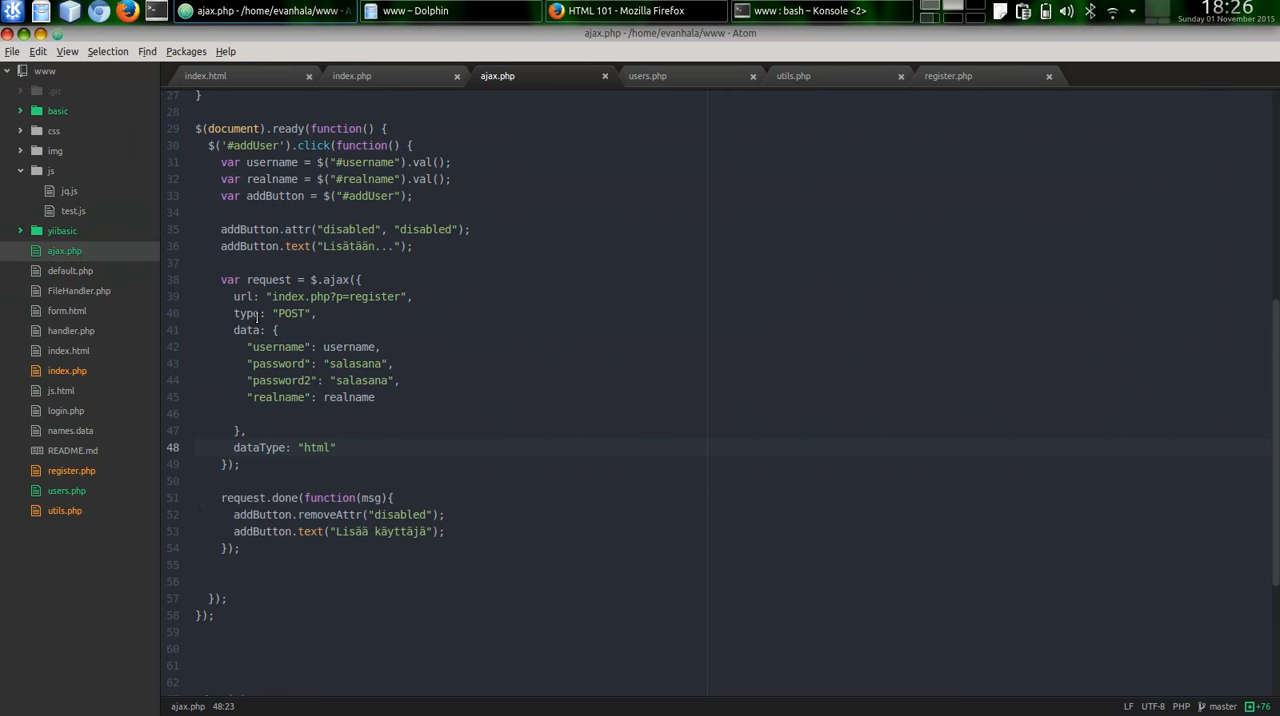 ajax.php - /home/evanhala/w
www – Dolphin
HTML 101 - Mozilla Firefox
www : bash – Konsole <2>
18:26
Sunday 01 November 2015
ajax.php - /home/evanhala/www - Atom
File Edit View Selection Find Packages Help
www
.git
basic
css
img
js
jq.js
test.js
yiibasic
ajax.php
default.php
FileHandler.php
form.html
handler.php
index.html
index.php
js.html
login.php
names.data
README.md
register.php
users.php
utils.php
index.html index.php ajax.php users.php utils.php register.php
27 }
28
29 $(document).ready(function() {
30 $('#addUser').click(function() {
31 var username = $("#username").val();
32 var realname = $("#realname").val();
33 var addButton = $("#addUser");
34
35 addButton.attr("disabled", "disabled");
36 addButton.text("Lisätään...");
37
38 var request = $.ajax({
39 url: "index.php?p=register",
40 type: "POST",
41 data: {
42 "username": username,
43 "password": "salasana",
44 "password2": "salasana",
45 "realname": realname
46
47 },
48 dataType: "html"
49 });
50
51 request.done(function(msg){
52 addButton.removeAttr("disabled");
53 addButton.text("Lisää käyttäjä");
54 });
55
56
57 });
58 });
59
60
61
62
ajax.php 48:23 LF UTF-8 PHP master +76